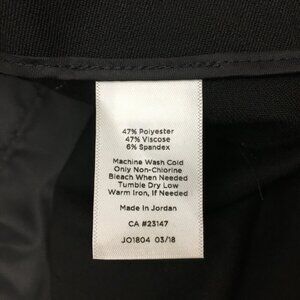 47% Polyester
47% Viscose
6% Spandex
Machine Wash Cold
Only Non-Chlorine
Bleach When Needed
Tumble Dry Low
Warm Iron, If Needed
Made In Jordan
CA #23147
JO1804 03/18